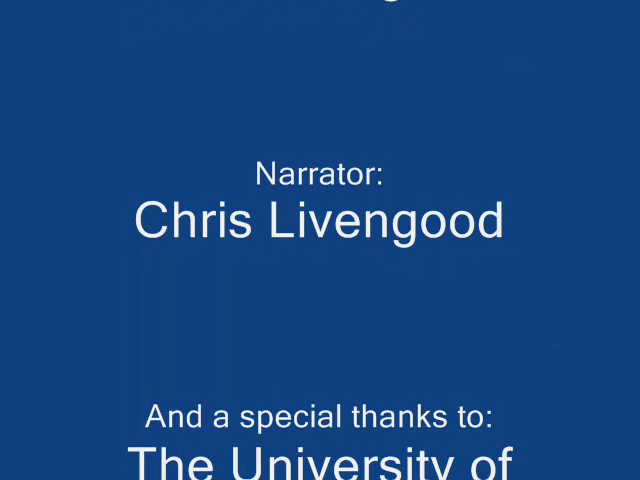 Narrator:
Chris Livengood
And a special thanks to:
The University of